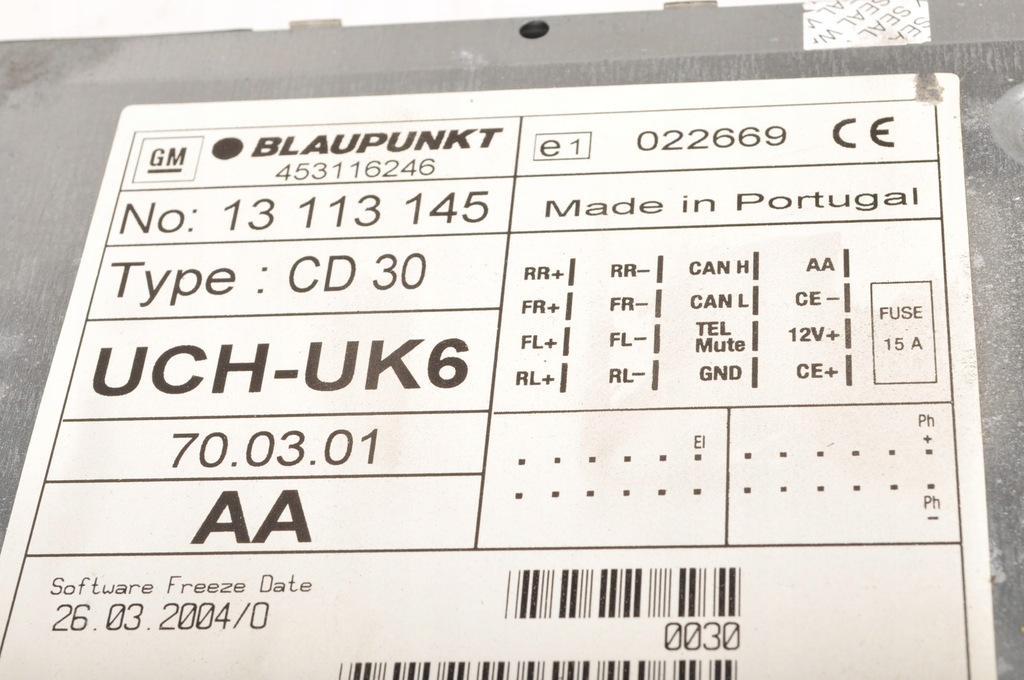 SEAL
SEAL W
GM
BLAUPUNKT
453116246
e1
022669
CE
No: 13 113 145
Made in Portugal
Type : CD 30
RR+
RR–
CAN H
AA
FR+
FR–
CAN L
CE –
FL+
FL–
TEL
Mute
12V+
RL+
RL–
GND
CE+
FUSE
15 A
UCH-UK6
70.03.01
El
Ph
+
Ph
–
AA
Software Freeze Date
26.03.2004/0
0030